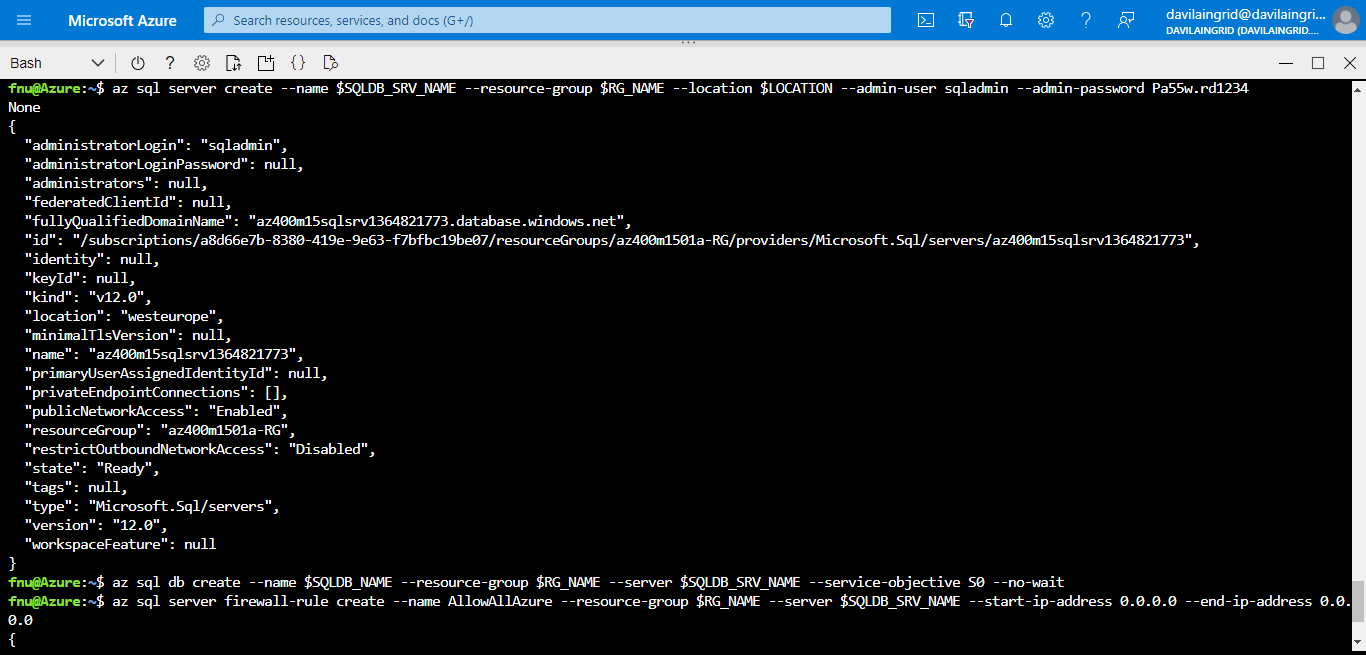 Microsoft Azure
Search resources, services, and docs (G+/)
davilaingrid@davilaingri...
DAVILAINGRID (DAVILAINGRID....
Bash
fnu@Azure:~$ az sql server create --name $SQLDB_SRV_NAME --resource-group $RG_NAME --location $LOCATION --admin-user sqladmin --admin-password Pa55w.rd1234
None
{
  "administratorLogin": "sqladmin",
  "administratorLoginPassword": null,
  "administrators": null,
  "federatedClientId": null,
  "fullyQualifiedDomainName": "az400m15sqlsrv1364821773.database.windows.net",
  "id": "/subscriptions/a8d66e7b-8380-419e-9e63-f7bfbc19be07/resourceGroups/az400m1501a-RG/providers/Microsoft.Sql/servers/az400m15sqlsrv1364821773",
  "identity": null,
  "keyId": null,
  "kind": "v12.0",
  "location": "westeurope",
  "minimalTlsVersion": null,
  "name": "az400m15sqlsrv1364821773",
  "primaryUserAssignedIdentityId": null,
  "privateEndpointConnections": [],
  "publicNetworkAccess": "Enabled",
  "resourceGroup": "az400m1501a-RG",
  "restrictOutboundNetworkAccess": "Disabled",
  "state": "Ready",
  "tags": null,
  "type": "Microsoft.Sql/servers",
  "version": "12.0",
  "workspaceFeature": null
}
fnu@Azure:~$ az sql db create --name $SQLDB_NAME --resource-group $RG_NAME --server $SQLDB_SRV_NAME --service-objective S0 --no-wait
fnu@Azure:~$ az sql server firewall-rule create --name AllowAllAzure --resource-group $RG_NAME --server $SQLDB_SRV_NAME --start-ip-address 0.0.0.0 --end-ip-address 0.0.
0.0
{